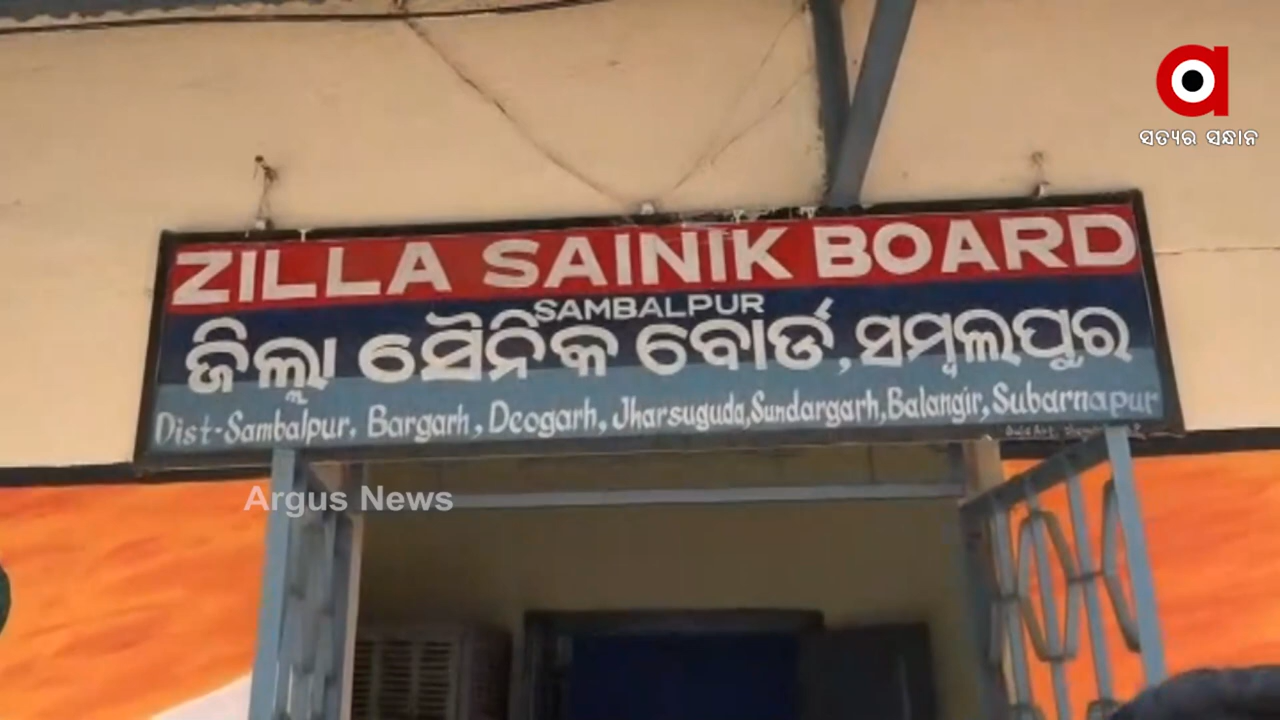 ସତ୍ୟର ସନ୍ଧାନ
ZILLA SAINIK BOARD
SAMBALPUR
ଜିଲ୍ଲା ସୈନିକ ବୋର୍ଡ, ସମ୍ବଲପୁର
Dist-Sambalpur, Bargarh, Deogarh, Jharsuguda, Sundargarh, Balangir, Subarnapur
Argus News